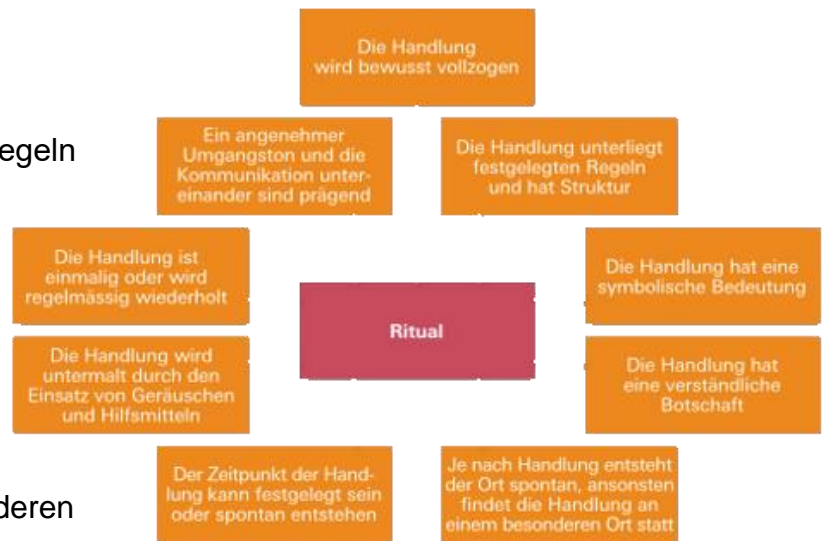 Die Handlung
wird bewusst vollzogen
egeln
Ein angenehmer
Umgangston und die
Kommunikation unter-
einander sind prägend
Die Handlung unterliegt
festgelegten Regeln
und hat Struktur
Die Handlung ist
einmalig oder wird
regelmässig wiederholt
Die Handlung hat eine
symbolische Bedeutung
Ritual
Die Handlung wird
untermalt durch den
Einsatz von Geräuschen
und Hilfsmitteln
Die Handlung hat
eine verständliche
Botschaft
Der Zeitpunkt der Hand-
lung kann festgelegt sein
oder spontan entstehen
Je nach Handlung entsteht
der Ort spontan, ansonsten
findet die Handlung an
einem besonderen Ort statt
deren